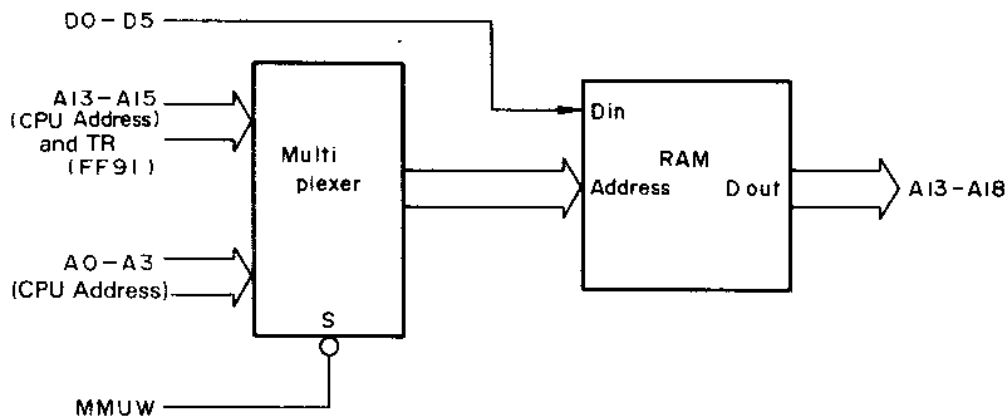 D0-D5
A13-A15
(CPU Address)
and TR
(FF91)
Multi
plexer
Din
RAM
Address
D out
A13-A18
A0-A3
(CPU Address)
S
MMUW